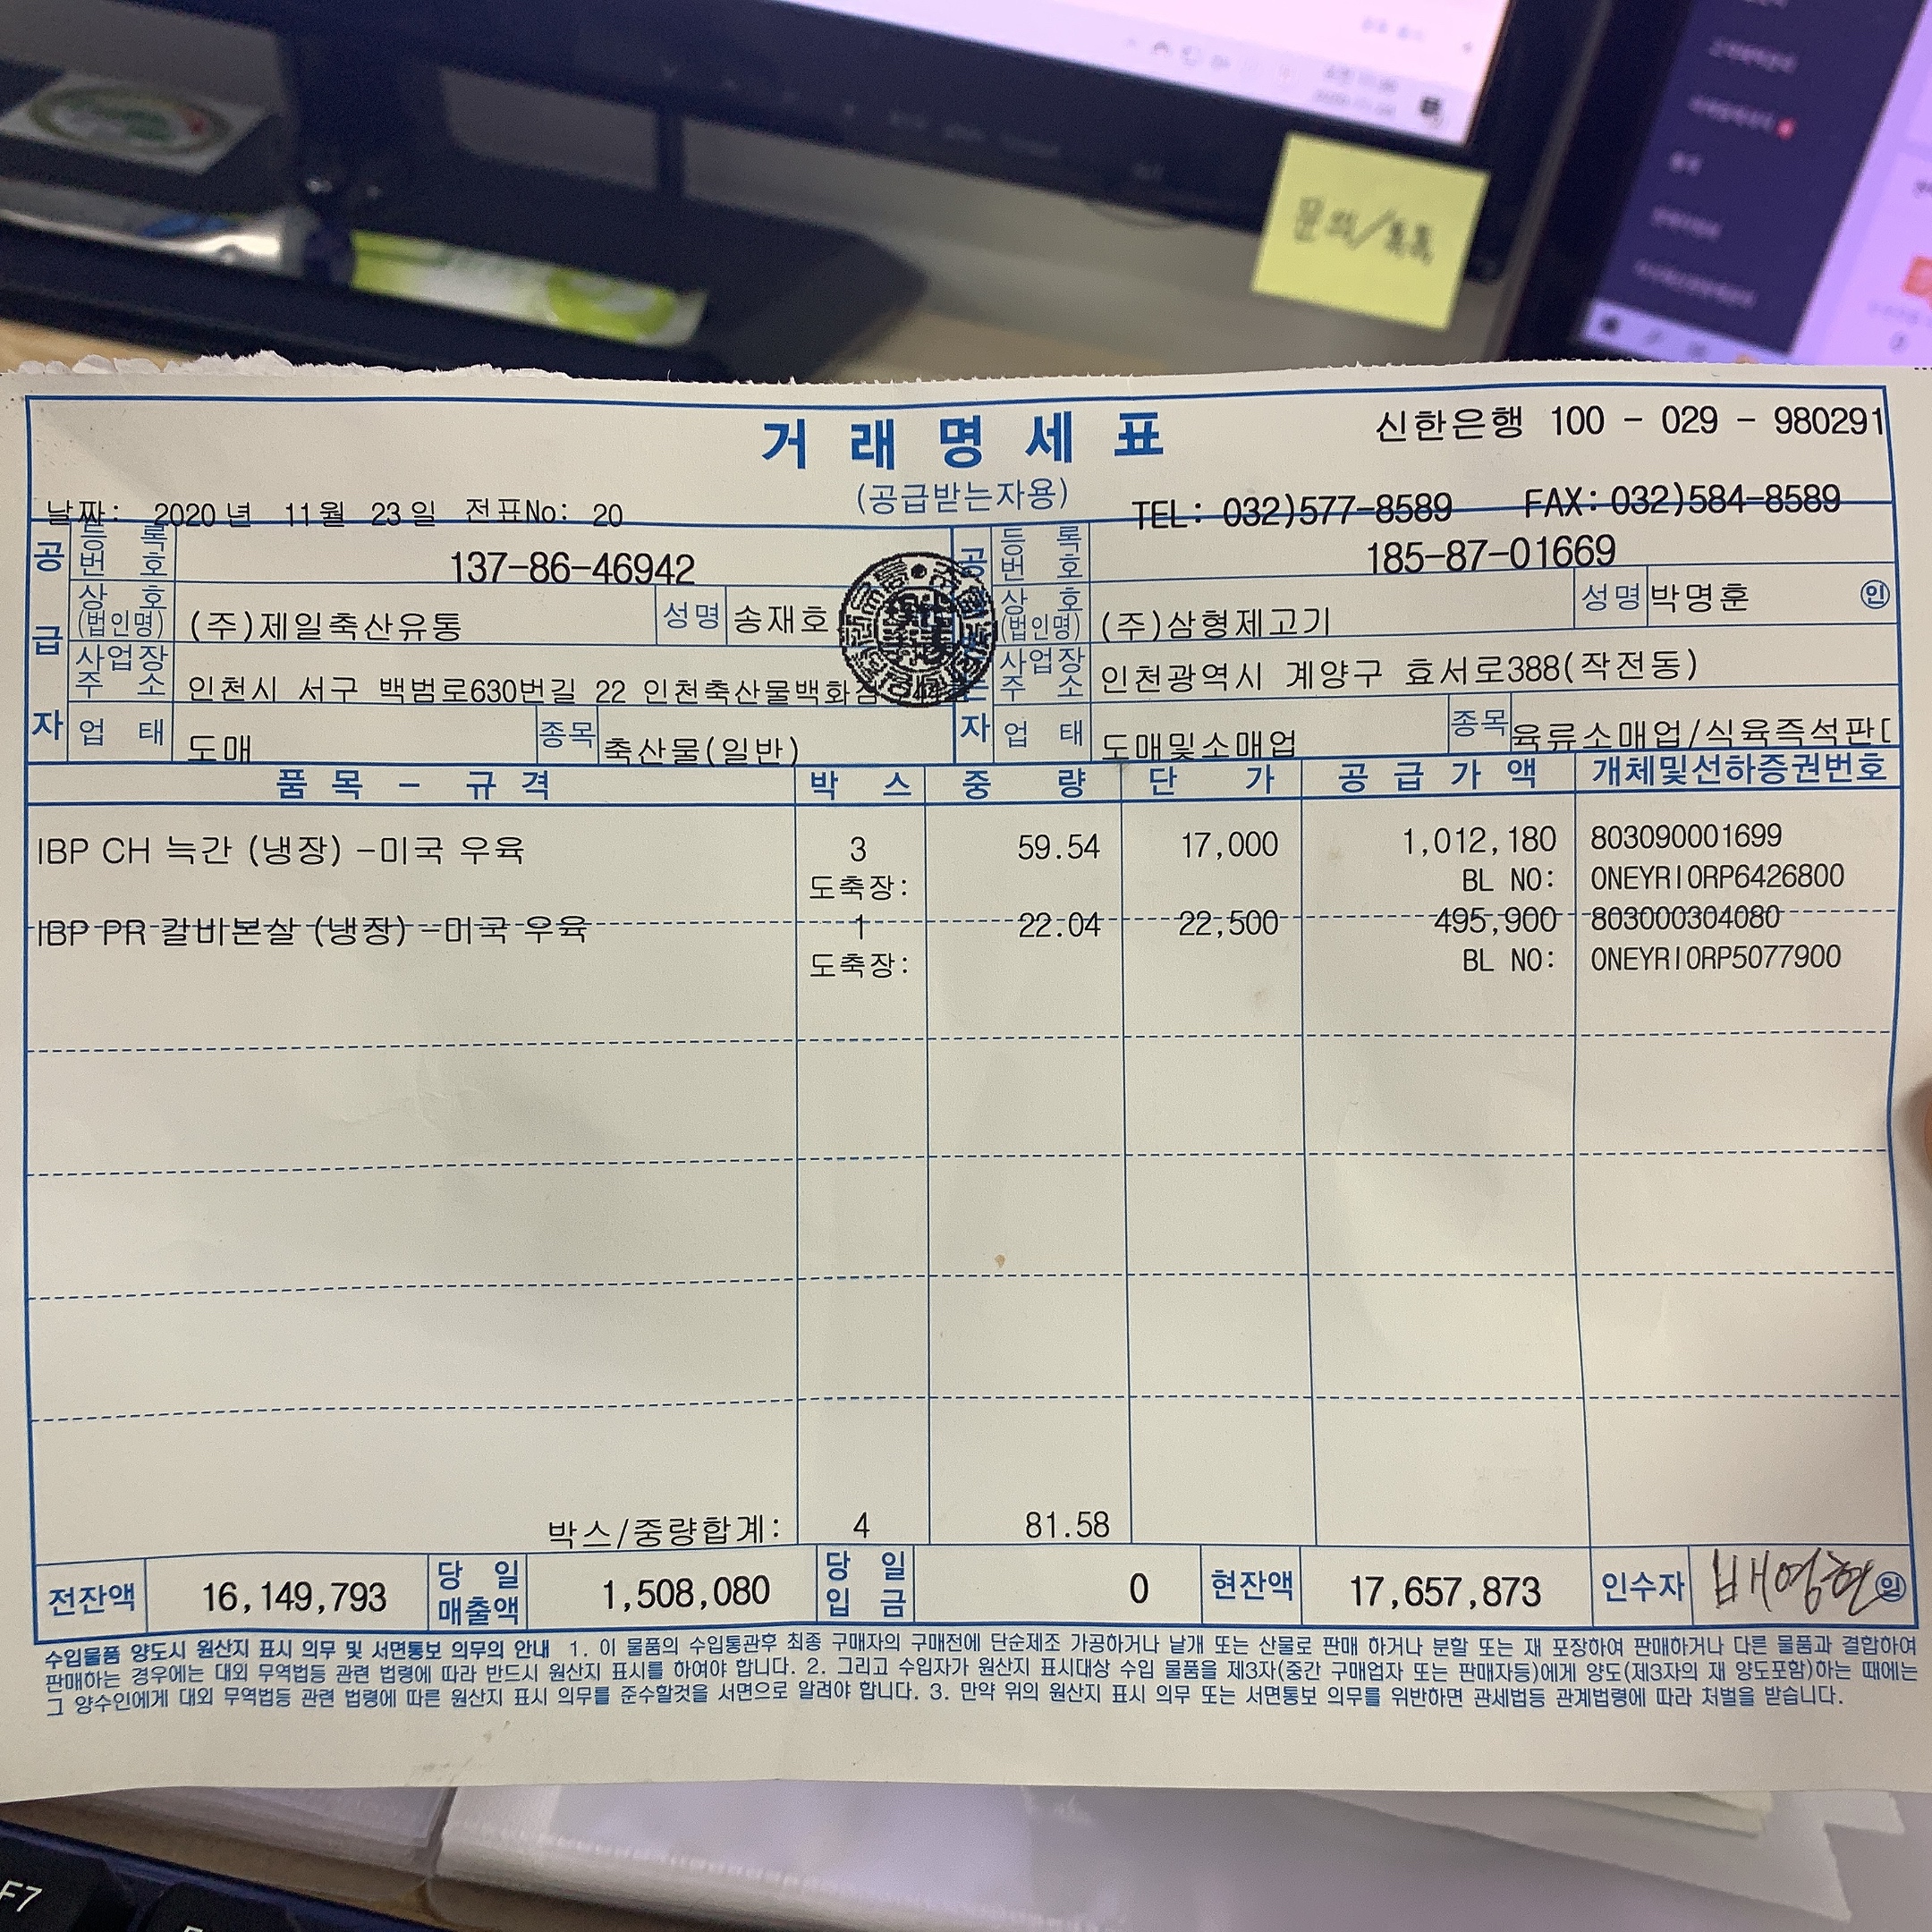 문의/톡톡
거래명세표
신한은행 100 - 029 - 980291
(공급받는자용)
날짜: 2020년 11월 23일 전표No: 20
TEL: 032)577-8589 FAX: 032)584-8589
공급자
등록번호 137-86-46942
상호(법인명) (주)제일축산유통 성명 송재호
사업장주소 인천시 서구 백범로630번길 22 인천축산물백화점
업태 도매 종목 축산물(일반)
등록번호 185-87-01669
상호(법인명) (주)삼형제고기 성명 박명훈 ㊞
사업장주소 인천광역시 계양구 효서로388(작전동)
업태 도매및소매업 종목 육류소매업/식육즉석판[
품목 - 규격 박스 중량 단가 공급가액 개체및선하증권번호
IBP CH 늑간 (냉장) -미국 우육 3 59.54 17,000 1,012,180 803090001699
도축장: BL NO: ONEYRIORP6426800
IBP PR 갈비본살 (냉장) -미국 우육 1 22.04 22,500 495,900 803000304080
도축장: BL NO: ONEYRIORP5077900
박스/중량합계: 4 81.58
전잔액 16,149,793 당일매출액 1,508,080 당일입금 0 현잔액 17,657,873 인수자 배영현 ㊞
수입물품 양도시 원산지 표시 의무 및 서면통보 의무의 안내 1. 이 물품의 수입통관후 최종 구매자의 구매전에 단순제조 가공하거나 날개 또는 산물로 판매 하거나 분할 또는 재 포장하여 판매하거나 다른 물품과 결합하여
판매하는 경우에는 대외 무역법등 관련 법령에 따라 반드시 원산지 표시를 하여야 합니다. 2. 그리고 수입자가 원산지 표시대상 수입 물품을 제3자(중간 구매업자 또는 판매자등)에게 양도(제3자의 재 양도포함)하는 때에는
그 양수인에게 대외 무역법등 관련 법령에 따른 원산지 표시 의무를 준수할것을 서면으로 알려야 합니다. 3. 만약 위의 원산지 표시 의무 또는 서면통보 의무를 위반하면 관세법등 관계법령에 따라 처벌을 받습니다.
F7